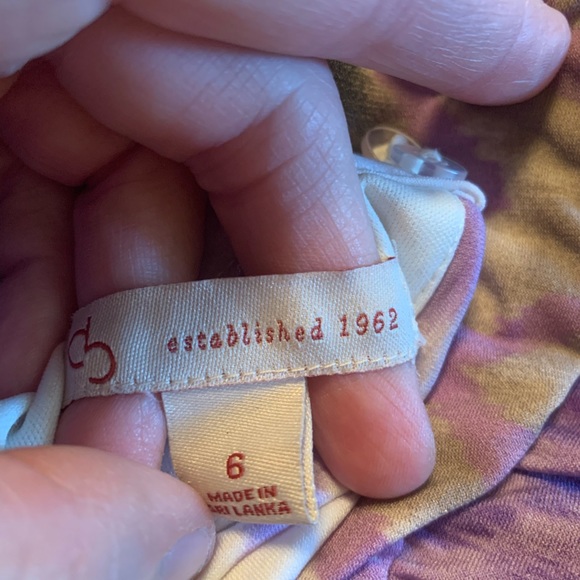 established 1962
6
MADE IN
SRI LANKA